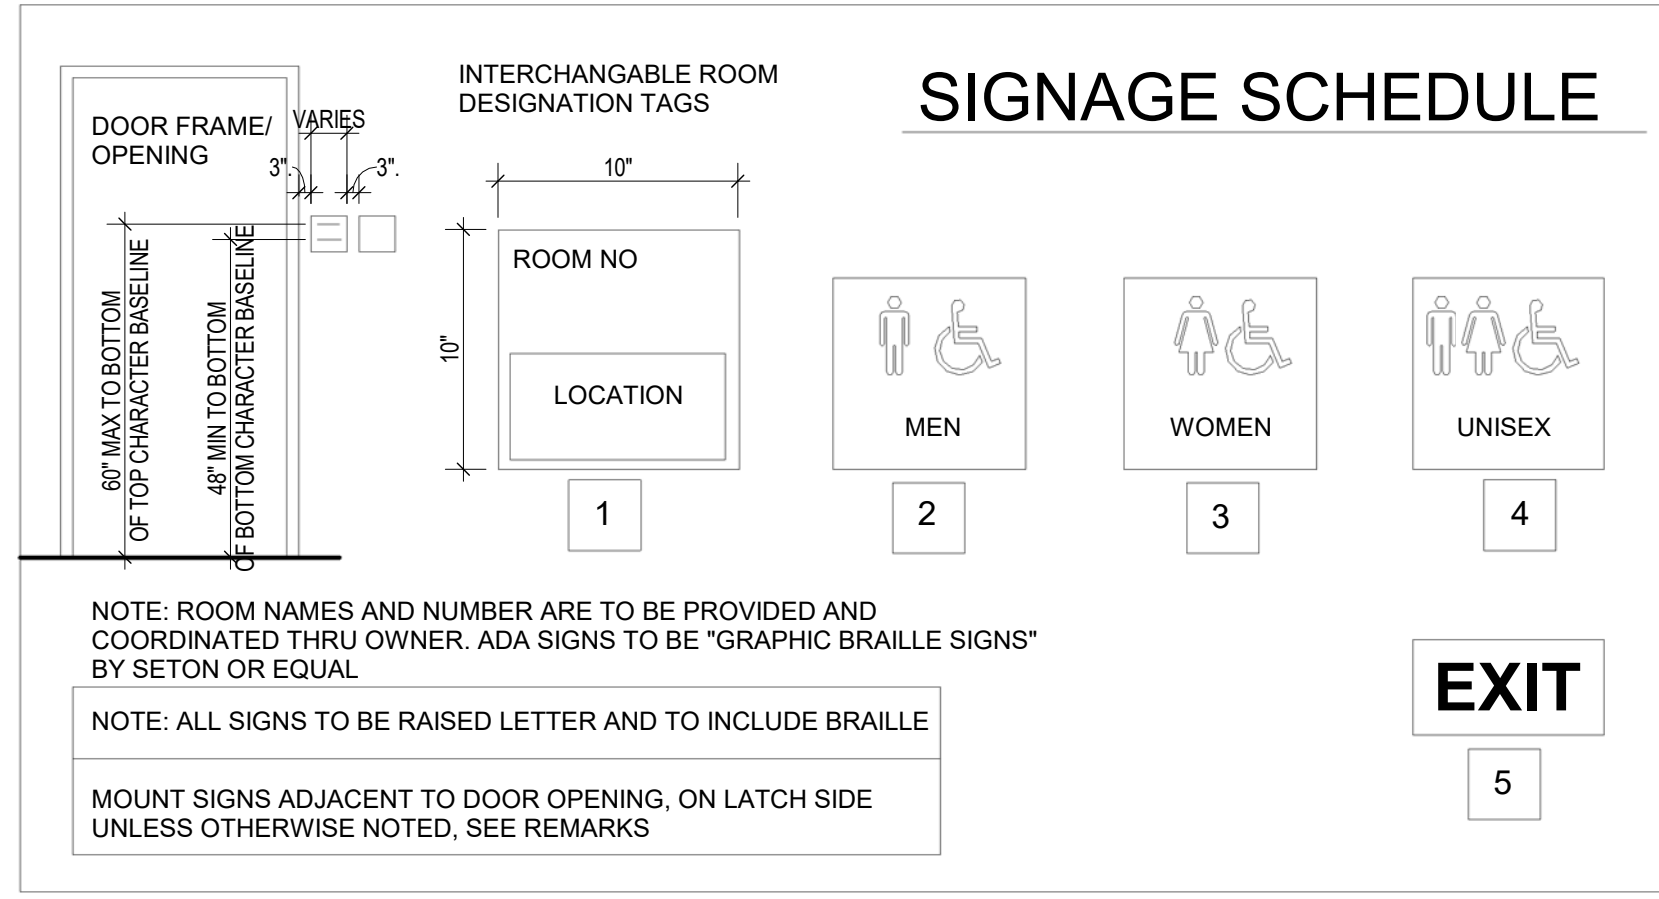 SIGNAGE SCHEDULE
INTERCHANGABLE ROOM
DESIGNATION TAGS
DOOR FRAME/
OPENING
VARIES
3".
3".
60" MAX TO BOTTOM
OF TOP CHARACTER BASELINE
48" MIN TO BOTTOM
OF BOTTOM CHARACTER BASELINE
10"
10"
ROOM NO
LOCATION
1
MEN
2
WOMEN
3
UNISEX
4
NOTE: ROOM NAMES AND NUMBER ARE TO BE PROVIDED AND
COORDINATED THRU OWNER. ADA SIGNS TO BE "GRAPHIC BRAILLE SIGNS"
BY SETON OR EQUAL
NOTE: ALL SIGNS TO BE RAISED LETTER AND TO INCLUDE BRAILLE
MOUNT SIGNS ADJACENT TO DOOR OPENING, ON LATCH SIDE
UNLESS OTHERWISE NOTED, SEE REMARKS
EXIT
5